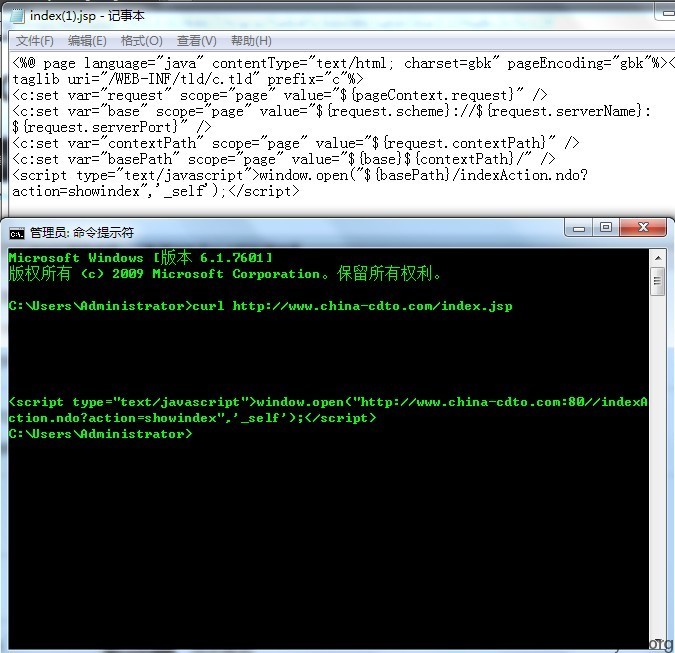 index(1).jsp - 记事本
文件(F) 编辑(E) 格式(O) 查看(V) 帮助(H)
<%@ page language="java" contentType="text/html; charset=gbk" pageEncoding="gbk"%><
taglib uri="/WEB-INF/tld/c.tld" prefix="c"%>
<c:set var="request" scope="page" value="${pageContext.request}" />
<c:set var="base" scope="page" value="${request.scheme}://${request.serverName}:
${request.serverPort}" />
<c:set var="contextPath" scope="page" value="${request.contextPath}" />
<c:set var="basePath" scope="page" value="${base}${contextPath}/" />
<script type="text/javascript">window.open("${basePath}/indexAction.ndo?
action=showindex",'_self');</script>
管理员: 命令提示符
Microsoft Windows [版本 6.1.7601]
版权所有 (c) 2009 Microsoft Corporation。保留所有权利。
C:\Users\Administrator>curl http://www.china-cdto.com/index.jsp
<script type="text/javascript">window.open("http://www.china-cdto.com:80//indexA
ction.ndo?action=showindex",'_self');</script>
C:\Users\Administrator>